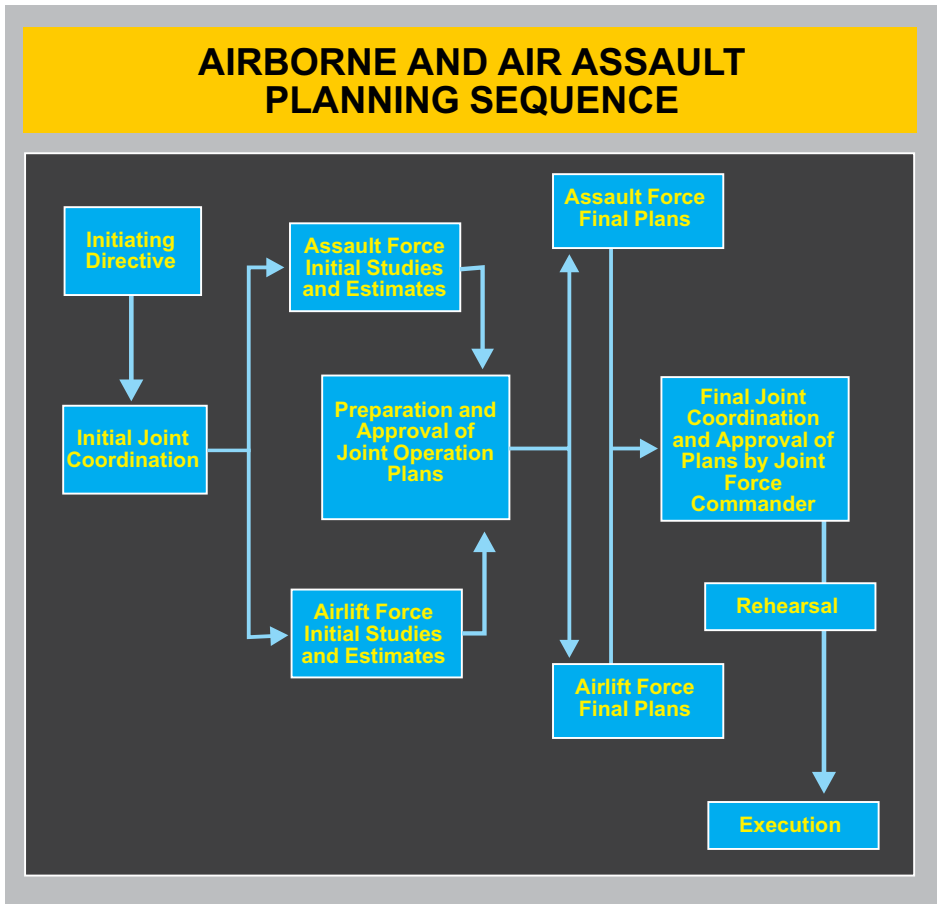 AIRBORNE AND AIR ASSAULT
PLANNING SEQUENCE
Initiating
Directive
Initial Joint
Coordination
Assault Force
Initial Studies
and Estimates
Airlift Force
Initial Studies
and Estimates
Preparation and
Approval of
Joint Operation
Plans
Assault Force
Final Plans
Airlift Force
Final Plans
Final Joint
Coordination
and Approval of
Plans by Joint
Force
Commander
Rehearsal
Execution